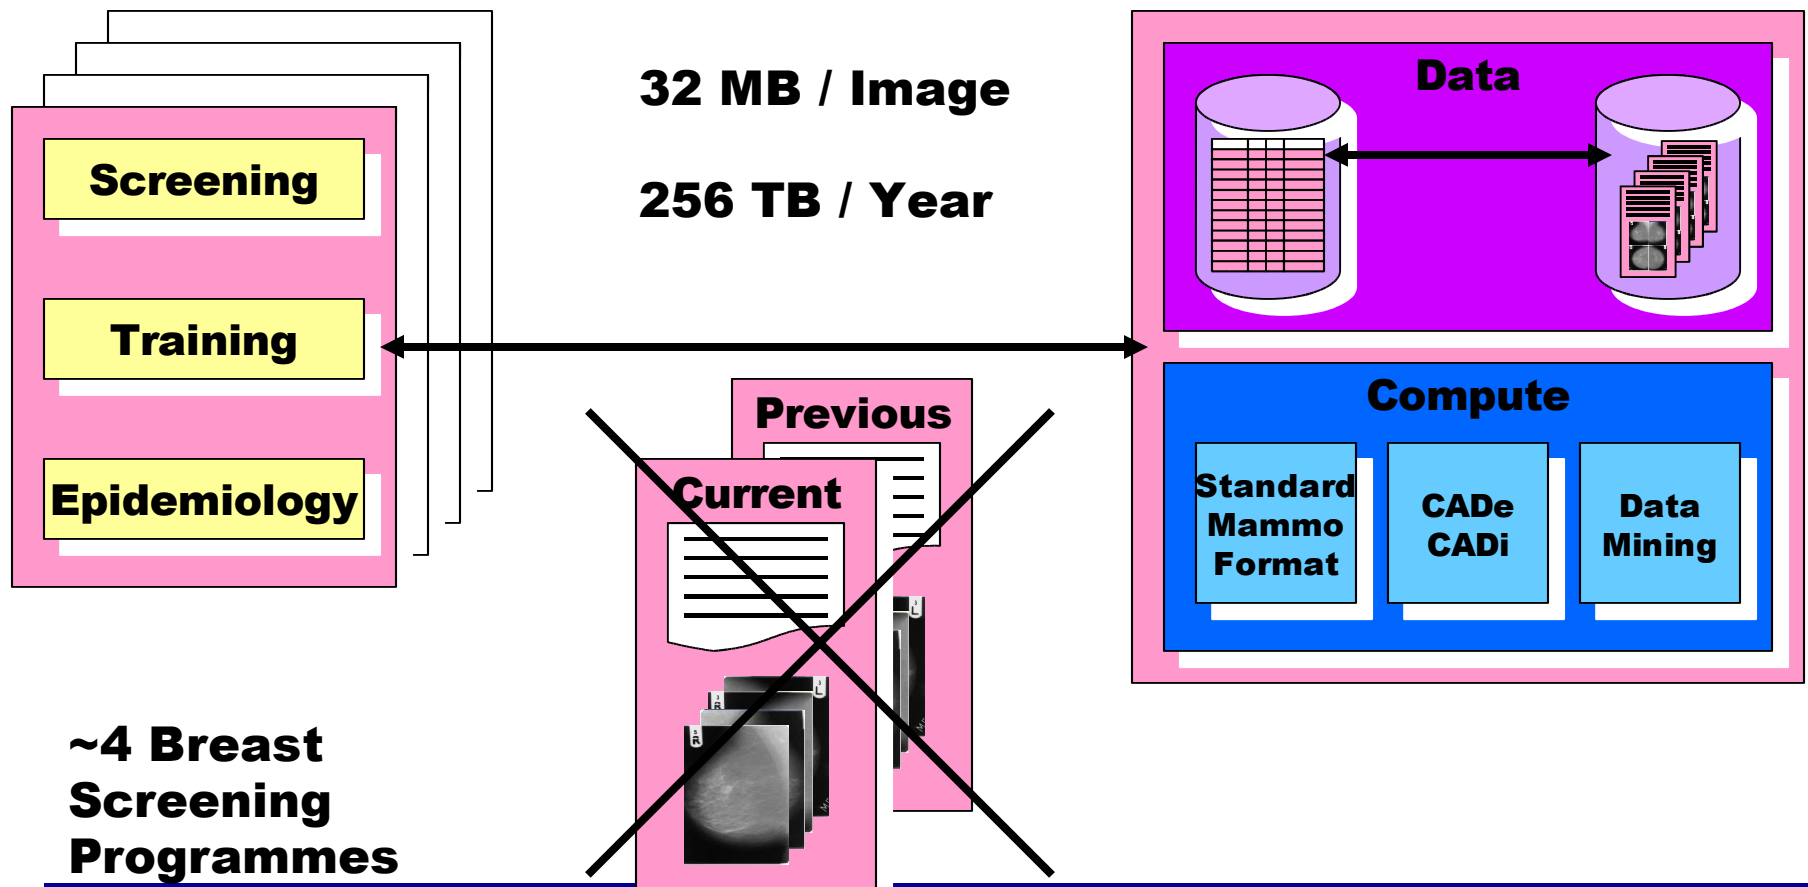 32 MB / Image
256 TB / Year
Screening
Training
Epidemiology
~4 Breast
Screening
Programmes
Previous
Current
Data
Compute
Standard
Mammo
Format
CADe
CADi
Data
Mining